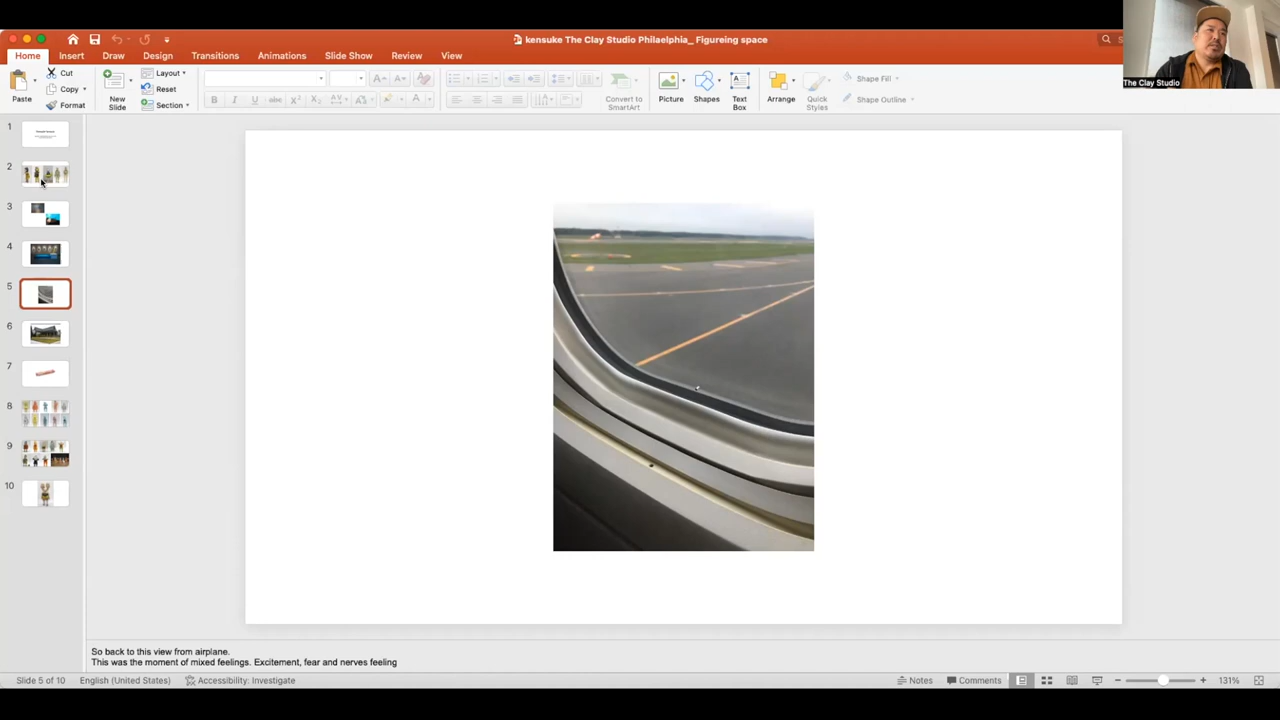 kensuke The Clay Studio Philaelphia_ Figureing space
The Clay Studio
Home Insert Draw Design Transitions Animations Slide Show Review View
Paste
Cut
Copy
Format
New
Slide
Layout
Reset
Section
Convert to
SmartArt
Picture
Shapes
Text
Box
Arrange
Quick
Styles
Shape Fill
Shape Outline
1
2
3
4
5
6
7
8
9
10
So back to this view from airplane.
This was the moment of mixed feelings. Excitement, fear and nerves feeling
Slide 5 of 10 English (United States) Accessibility: Investigate Notes Comments 131%